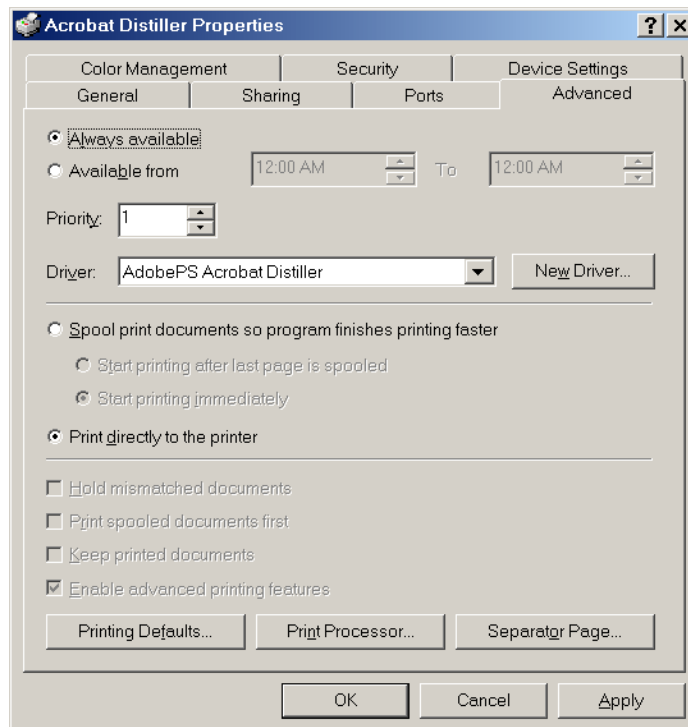 Acrobat Distiller Properties
Color Management Security Device Settings
General Sharing Ports Advanced
Always available
Available from 12:00 AM To 12:00 AM
Priority: 1
Driver: AdobePS Acrobat Distiller New Driver...
Spool print documents so program finishes printing faster
Start printing after last page is spooled
Start printing immediately
Print directly to the printer
Hold mismatched documents
Print spooled documents first
Keep printed documents
Enable advanced printing features
Printing Defaults... Print Processor... Separator Page...
OK Cancel Apply